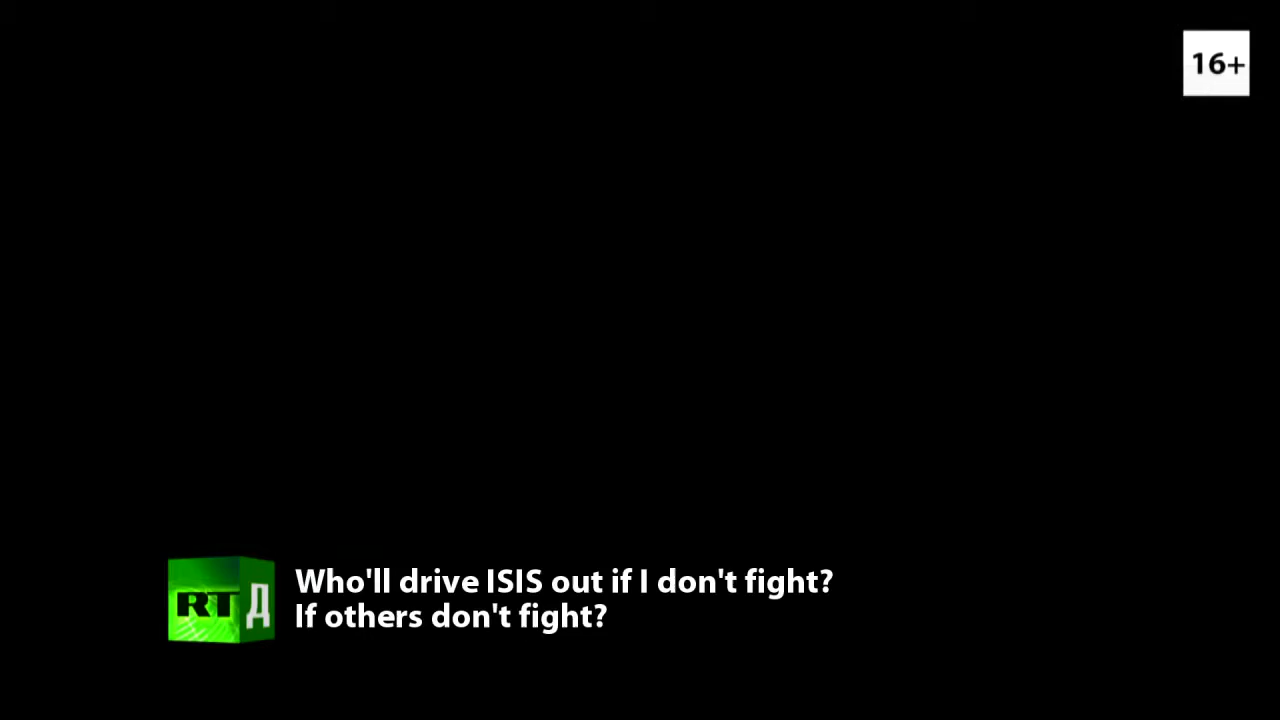 16+
RT Д
Who'll drive ISIS out if I don't fight?
If others don't fight?